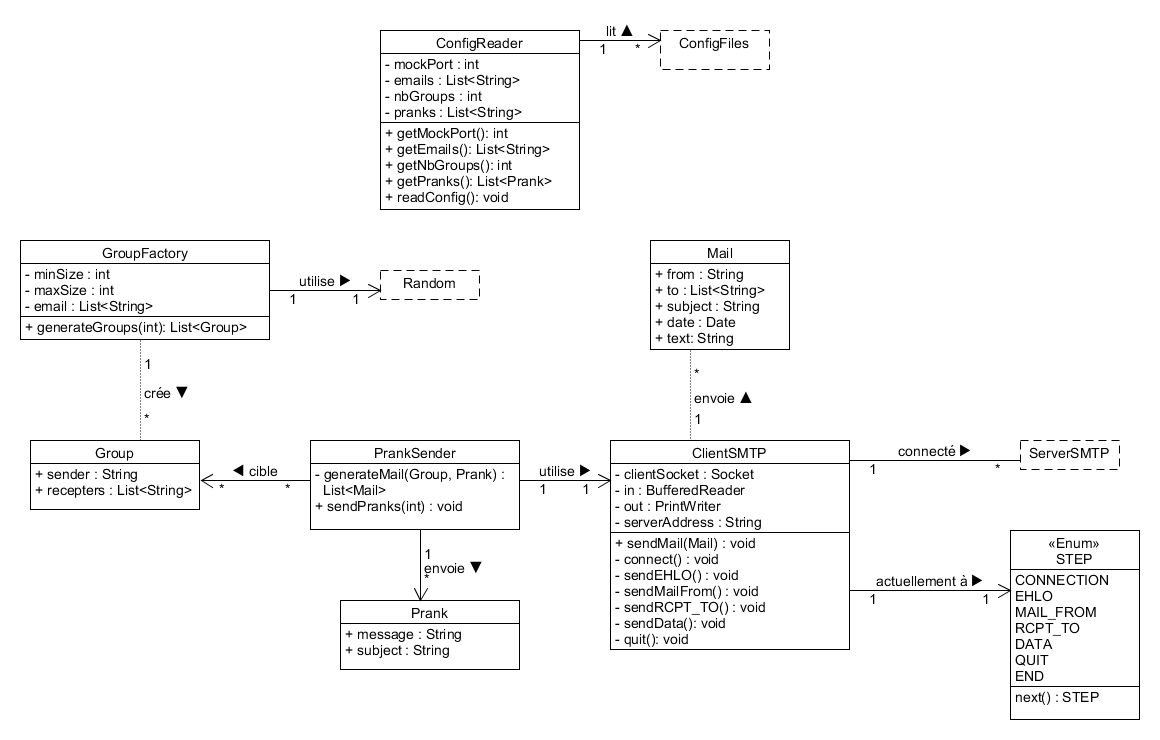 ConfigReader
- mockPort : int
- emails : List<String>
- nbGroups : int
- pranks : List<String>
+ getMockPort(): int
+ getEmails(): List<String>
+ getNbGroups(): int
+ getPranks(): List<Prank>
+ readConfig(): void
lit ▲
1 *
ConfigFiles
GroupFactory
- minSize : int
- maxSize : int
- email : List<String>
+ generateGroups(int): List<Group>
utilise ▶
1 1
Random
Mail
+ from : String
+ to : List<String>
+ subject : String
+ date : Date
+ text: String
1
crée ▼
*
*
envoie ▲
1
Group
+ sender : String
+ recepters : List<String>
◀ cible
* *
PrankSender
- generateMail(Group, Prank) :
List<Mail>
+ sendPranks(int) : void
utilise ▶
1 1
ClientSMTP
- clientSocket : Socket
- in : BufferedReader
- out : PrintWriter
- serverAddress : String
+ sendMail(Mail) : void
- connect() : void
- sendEHLO() : void
- sendMailFrom() : void
- sendRCPT_TO() : void
- sendData(): void
- quit(): void
connecté ▶
1 *
ServerSMTP
1
envoie ▼
*
Prank
+ message : String
+ subject : String
actuellement à ▶
1 1
«Enum»
STEP
CONNECTION
EHLO
MAIL_FROM
RCPT_TO
DATA
QUIT
END
next() : STEP